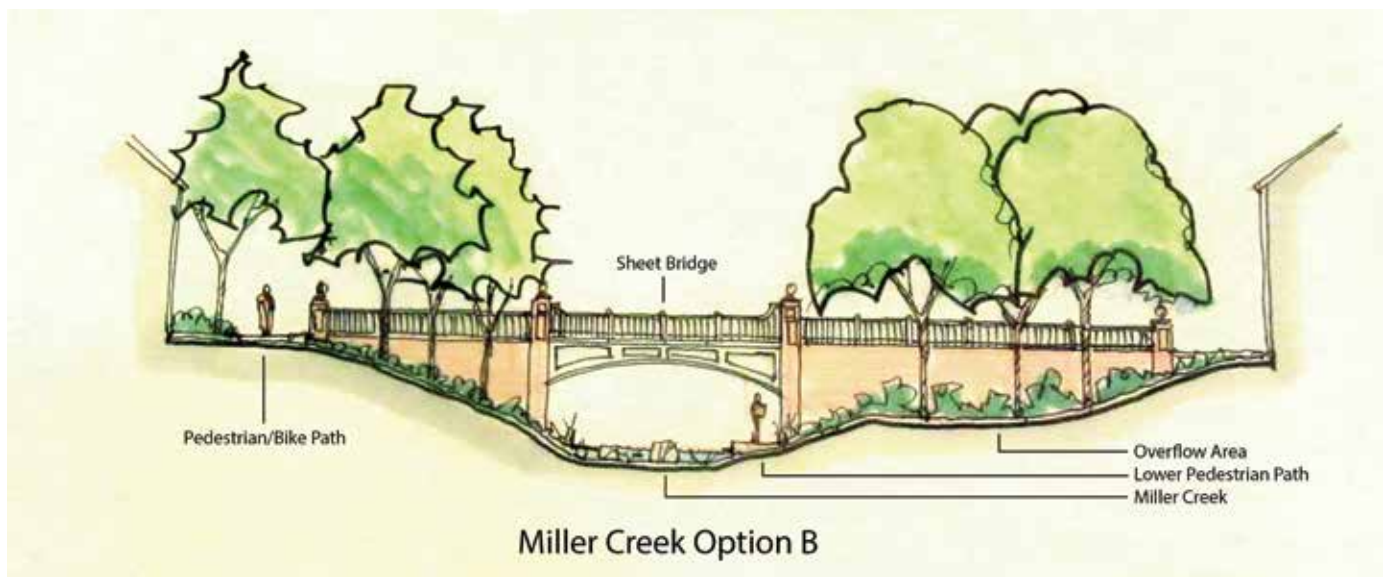 Sheet Bridge
Pedestrian/Bike Path
Overflow Area
Lower Pedestrian Path
Miller Creek
Miller Creek Option B